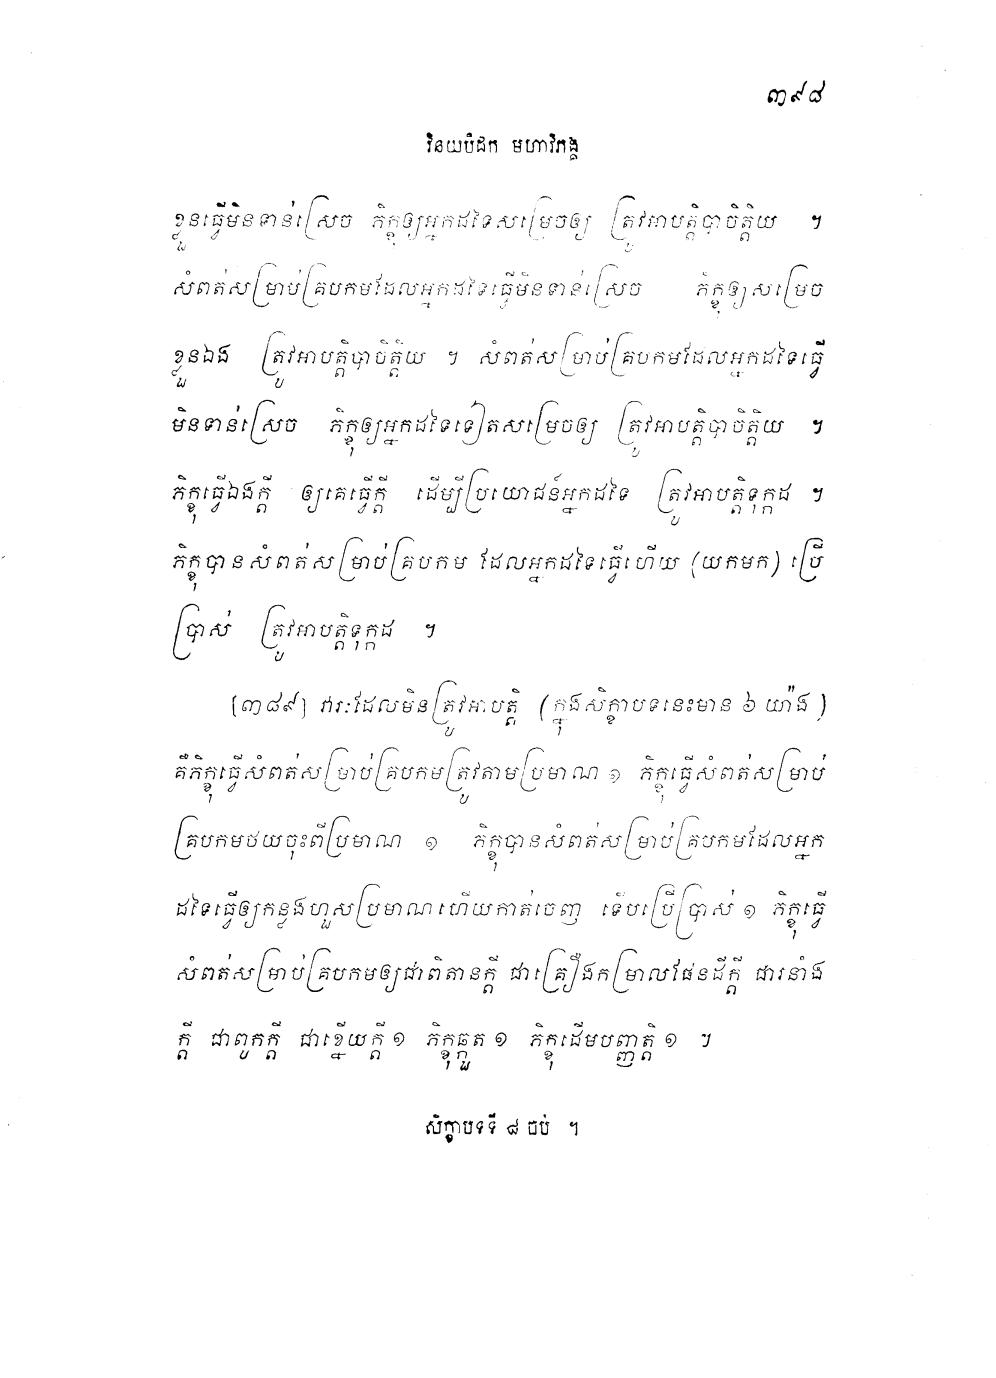 ៣៩៨
វិនយបិដក មហាវិភង្គ
ខ្លួនធ្វើមិនទាន់ស្រេច ភិក្ខុឲ្យអ្នកដទៃសម្រេចឲ្យ ត្រូវអាបត្តិបាចិត្តិយ ។
សំពត់សម្រាប់គ្របកមដែលអ្នកដទៃធ្វើមិនទាន់ស្រេច ភិក្ខុឲ្យសម្រេច
ខ្លួនឯង ត្រូវអាបត្តិបាចិត្តិយ ។ សំពត់សម្រាប់គ្របកមដែលអ្នកដទៃធ្វើ
មិនទាន់ស្រេច ភិក្ខុឲ្យអ្នកដទៃទៀតសម្រេចឲ្យ ត្រូវអាបត្តិបាចិត្តិយ ។
ភិក្ខុធ្វើឯងក្តី ឲ្យគេធ្វើក្តី ដើម្បីប្រយោជន៍អ្នកដទៃ ត្រូវអាបត្តិទុក្កដ ។
ភិក្ខុបានសំពត់សម្រាប់គ្របកម ដែលអ្នកដទៃធ្វើហើយ (យកមក) ប្រើ
ប្រាស់ ត្រូវអាបត្តិទុក្កដ ។
[៣៨៩] វារៈដែលមិនត្រូវអាបត្តិ (ក្នុងសិក្ខាបទនេះមាន ៦ យ៉ាង)
គឺភិក្ខុធ្វើសំពត់សម្រាប់គ្របកមត្រូវតាមប្រមាណ ១ ភិក្ខុធ្វើសំពត់សម្រាប់
គ្របកមថយចុះពីប្រមាណ ១ ភិក្ខុបានសំពត់សម្រាប់គ្របកមដែលអ្នក
ដទៃធ្វើឲ្យកន្លងហួសប្រមាណហើយកាត់ចេញ ទើបប្រើប្រាស់ ១ ភិក្ខុធ្វើ
សំពត់សម្រាប់គ្របកមឲ្យជាពិតានក្តី ជាគ្រឿងកម្រាលផែនដីក្តី ជារនាំង
ក្តី ជាពូកក្តី ជាខ្នើយក្តី ១ ភិក្ខុឆ្កួត ១ ភិក្ខុដើមបញ្ញត្តិ ១ ។
សិក្ខាបទទី ៨ ចប់ ។